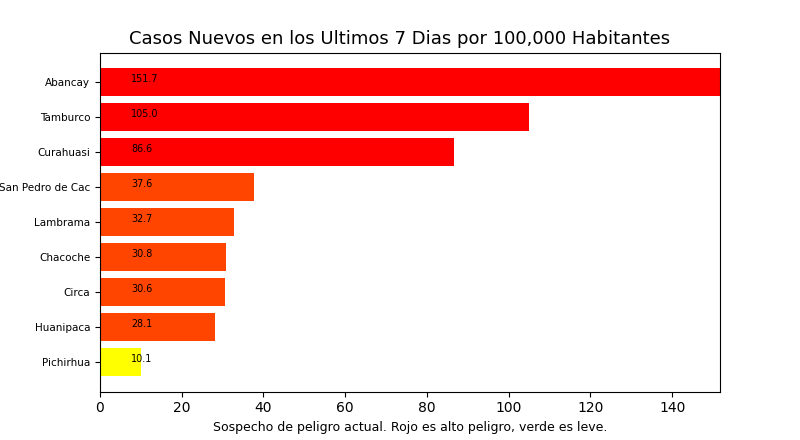 Casos Nuevos en los Ultimos 7 Dias por 100,000 Habitantes
Abancay 151.7
Tamburco 105.0
Curahuasi 86.6
San Pedro de Cac 37.6
Lambrama 32.7
Chacoche 30.8
Circa 30.6
Huanipaca 28.1
Pichirhua 10.1
0 20 40 60 80 100 120 140
Sospecho de peligro actual. Rojo es alto peligro, verde es leve.